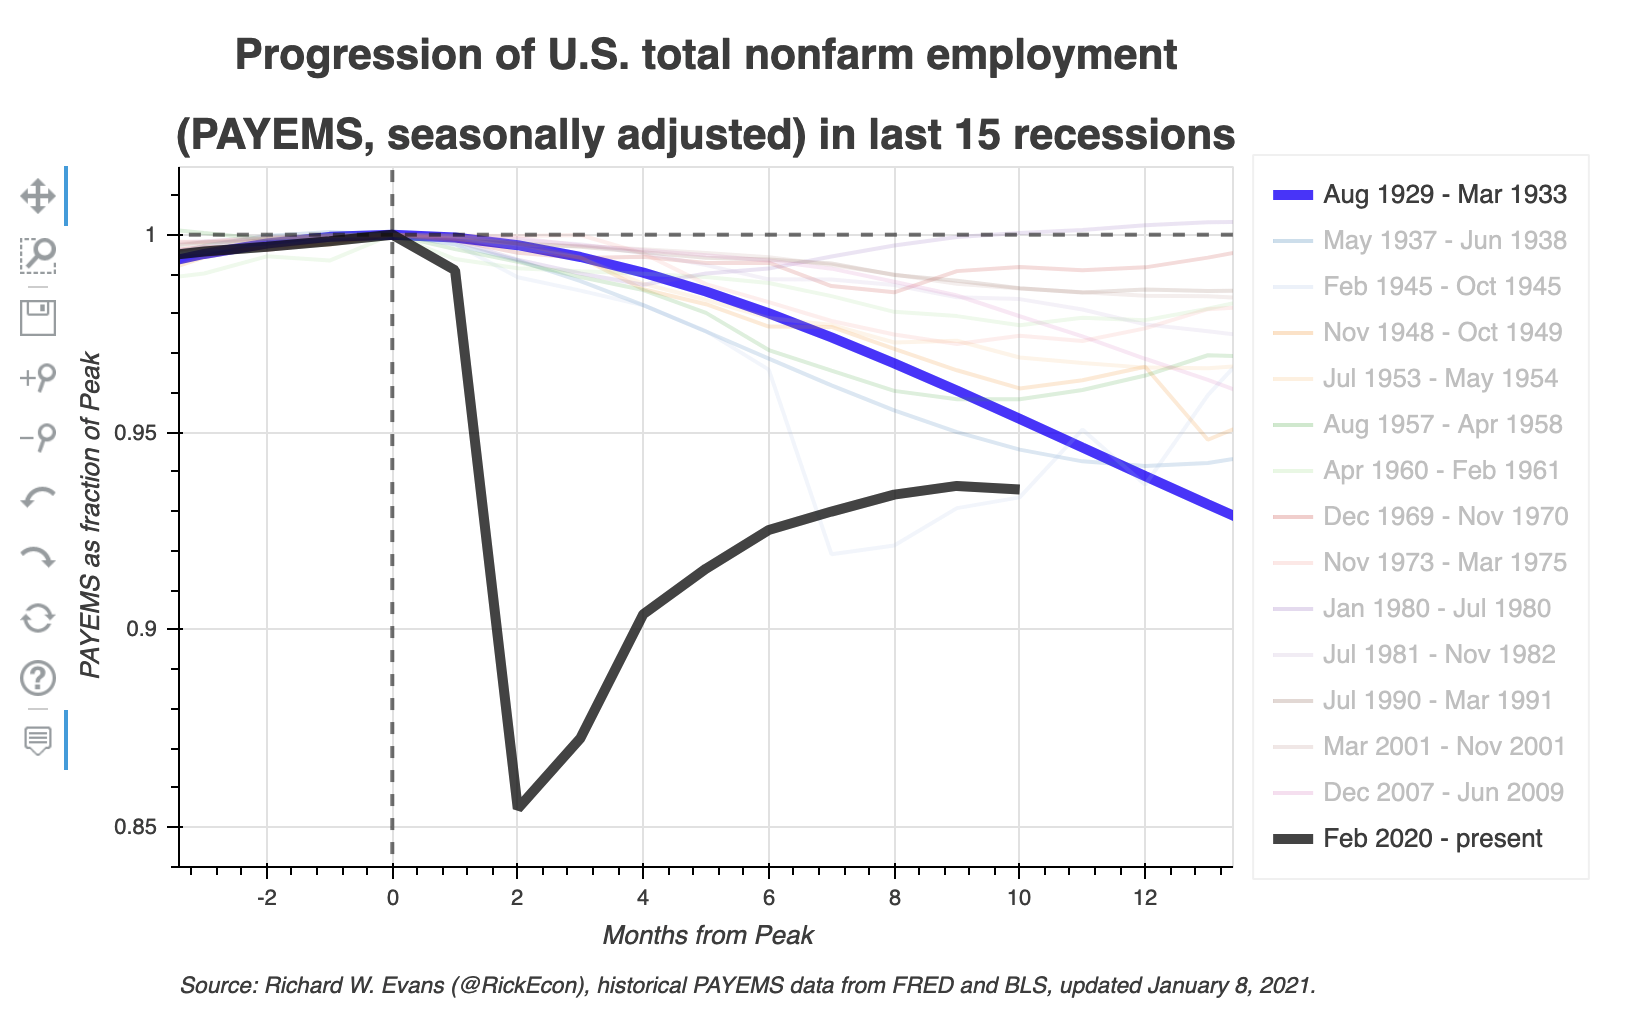 Progression of U.S. total nonfarm employment
(PAYEMS, seasonally adjusted) in last 15 recessions
PAYEMS as fraction of Peak
1
0.95
0.9
0.85
-2 0 2 4 6 8 10 12
Months from Peak
Aug 1929 - Mar 1933
May 1937 - Jun 1938
Feb 1945 - Oct 1945
Nov 1948 - Oct 1949
Jul 1953 - May 1954
Aug 1957 - Apr 1958
Apr 1960 - Feb 1961
Dec 1969 - Nov 1970
Nov 1973 - Mar 1975
Jan 1980 - Jul 1980
Jul 1981 - Nov 1982
Jul 1990 - Mar 1991
Mar 2001 - Nov 2001
Dec 2007 - Jun 2009
Feb 2020 - present
Source: Richard W. Evans (@RickEcon), historical PAYEMS data from FRED and BLS, updated January 8, 2021.